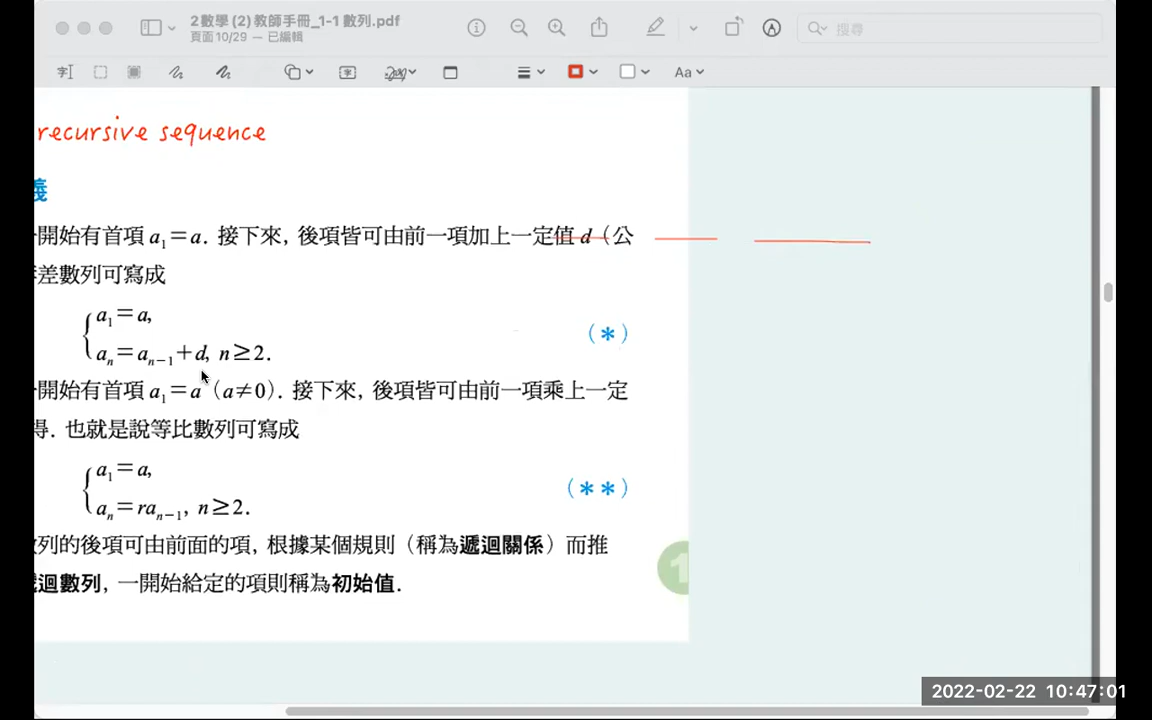 2數學 (2) 教師手冊_1-1 數列.pdf
頁面10/29 — 已編輯
搜尋
Aa
recursive sequence
義
開始有首項 a₁=a. 接下來, 後項皆可由前一項加上一定值 d (公
差數列可寫成
a₁=a,
(*)
aₙ=aₙ₋₁+d, n≥2.
開始有首項 a₁=a (a≠0). 接下來, 後項皆可由前一項乘上一定
得. 也就是說等比數列可寫成
a₁=a,
(**)
aₙ=raₙ₋₁, n≥2.
列的後項可由前面的項, 根據某個規則 (稱為遞迴關係) 而推
遞迴數列, 一開始給定的項則稱為初始值.
1
2022-02-22 10:47:01